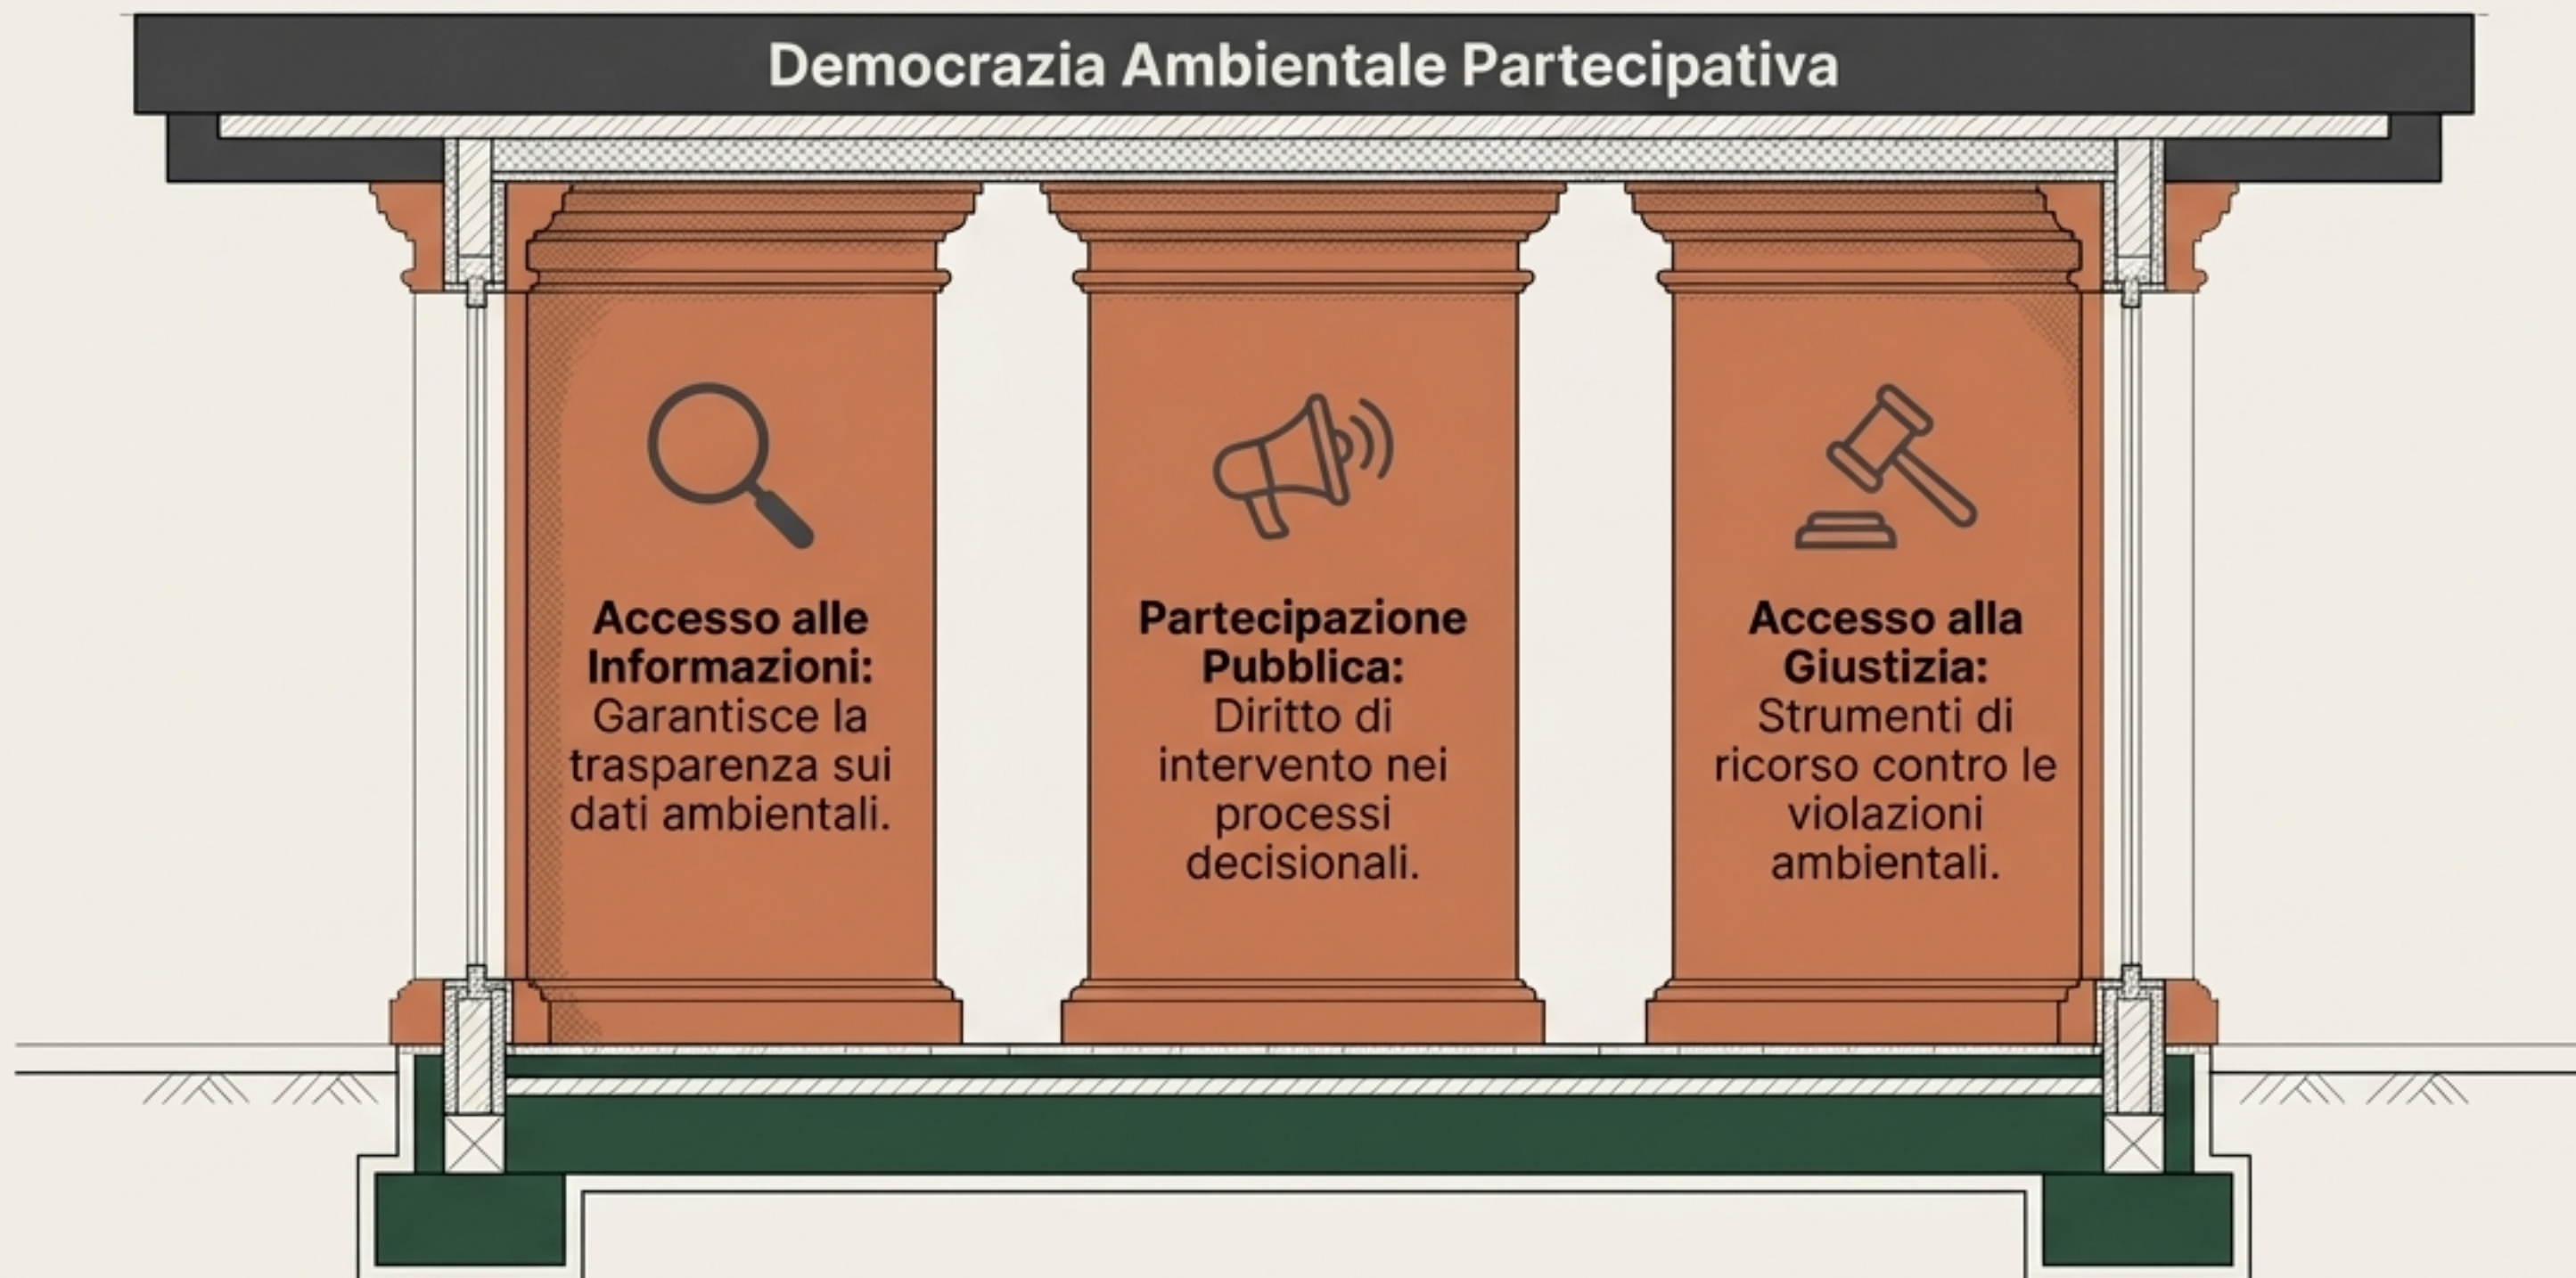 Democrazia Ambientale Partecipativa
Accesso alle
Informazioni:
Garantisce la
trasparenza sui
dati ambientali.
Partecipazione
Pubblica:
Diritto di
intervento nei
processi
decisionali.
Accesso alla
Giustizia:
Strumenti di
ricorso contro le
violazioni
ambientali.